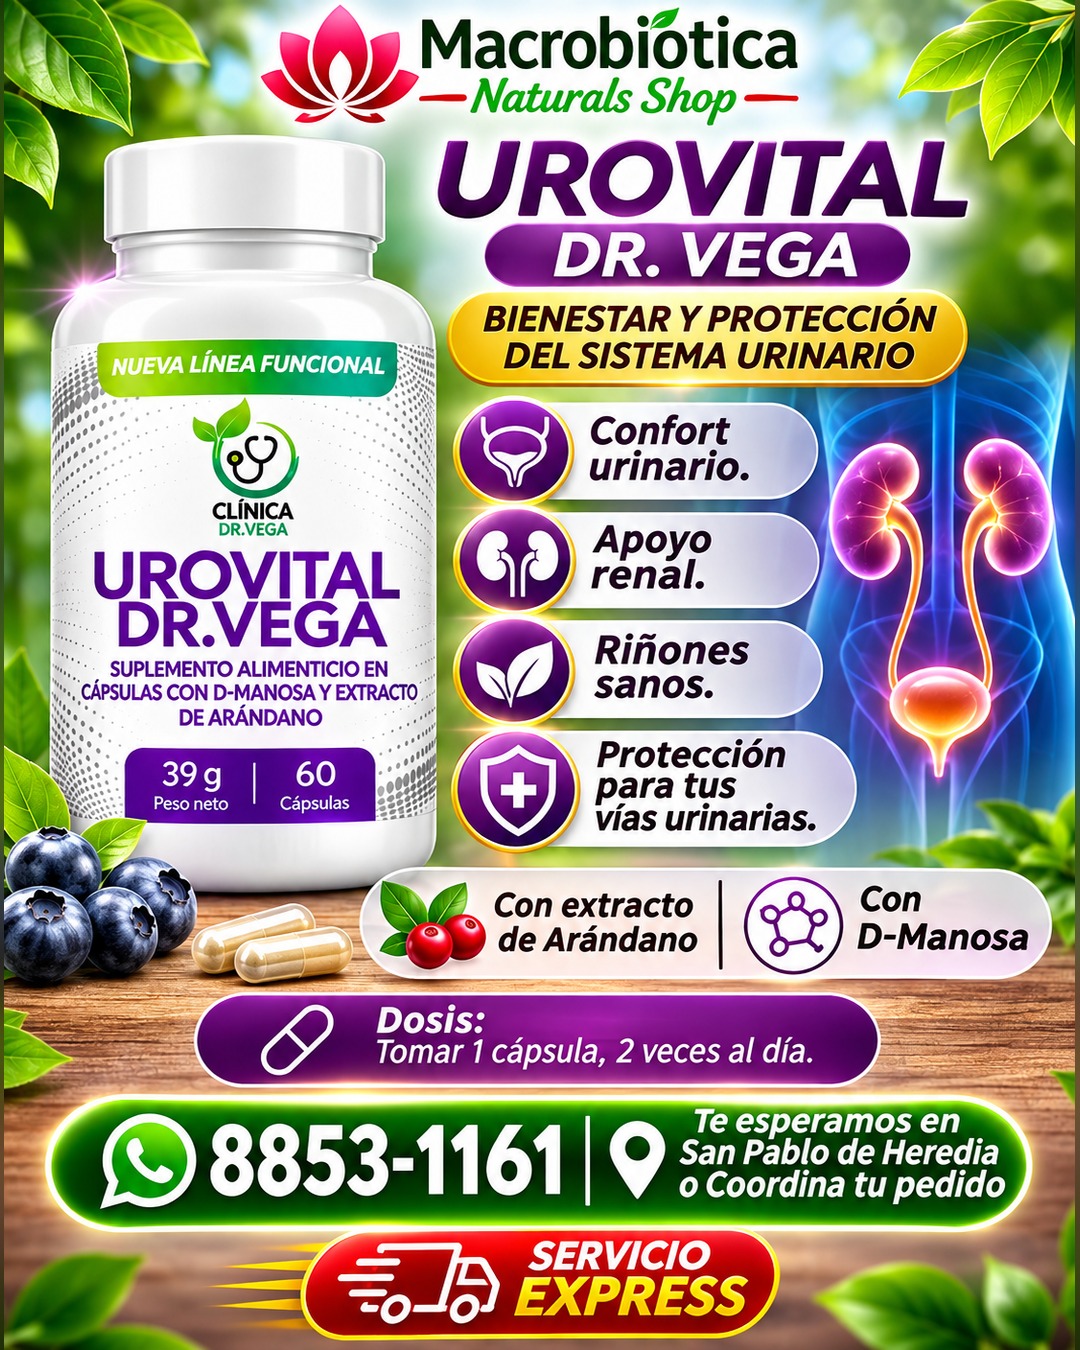 Macrobiótica
Naturals Shop
UROVITAL
DR. VEGA
BIENESTAR Y PROTECCIÓN
DEL SISTEMA URINARIO
NUEVA LÍNEA FUNCIONAL
CLÍNICA
DR.VEGA
UROVITAL
DR.VEGA
SUPLEMENTO ALIMENTICIO EN
CÁPSULAS CON D-MANOSA Y EXTRACTO
DE ARÁNDANO
39 g | 60
Peso neto Cápsulas
Confort
urinario.
Apoyo
renal.
Riñones
sanos.
Protección
para tus
vías urinarias.
Con extracto
de Arándano
Con
D-Manosa
Dosis:
Tomar 1 cápsula, 2 veces al día.
8853-1161
Te esperamos en
San Pablo de Heredia
o Coordina tu pedido
SERVICIO
EXPRESS